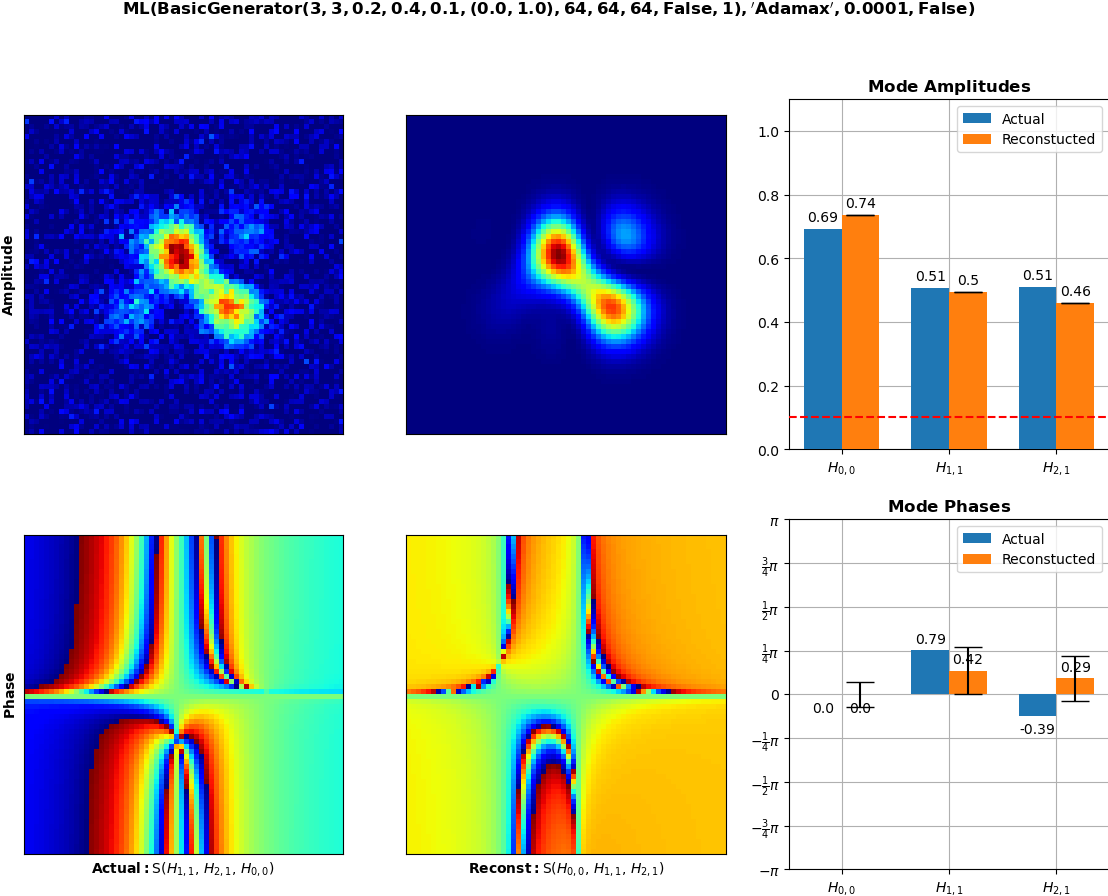 ML(BasicGenerator(3, 3, 0.2, 0.4, 0.1, (0.0, 1.0), 64, 64, 64, False, 1), ′Adamax′, 0.0001, False)
Amplitude
Mode Amplitudes
Actual
Reconstucted
1.0
0.8
0.6
0.4
0.2
0.0
0.69
0.74
0.51
0.5
0.51
0.46
H0,0
H1,1
H2,1
Phase
Actual: S(H1,1, H2,1, H0,0)
Reconst: S(H0,0, H1,1, H2,1)
Mode Phases
Actual
Reconstucted
π
3/4π
1/2π
1/4π
0
−1/4π
−1/2π
−3/4π
−π
0.0
0.0
0.79
0.42
-0.39
0.29
H0,0
H1,1
H2,1